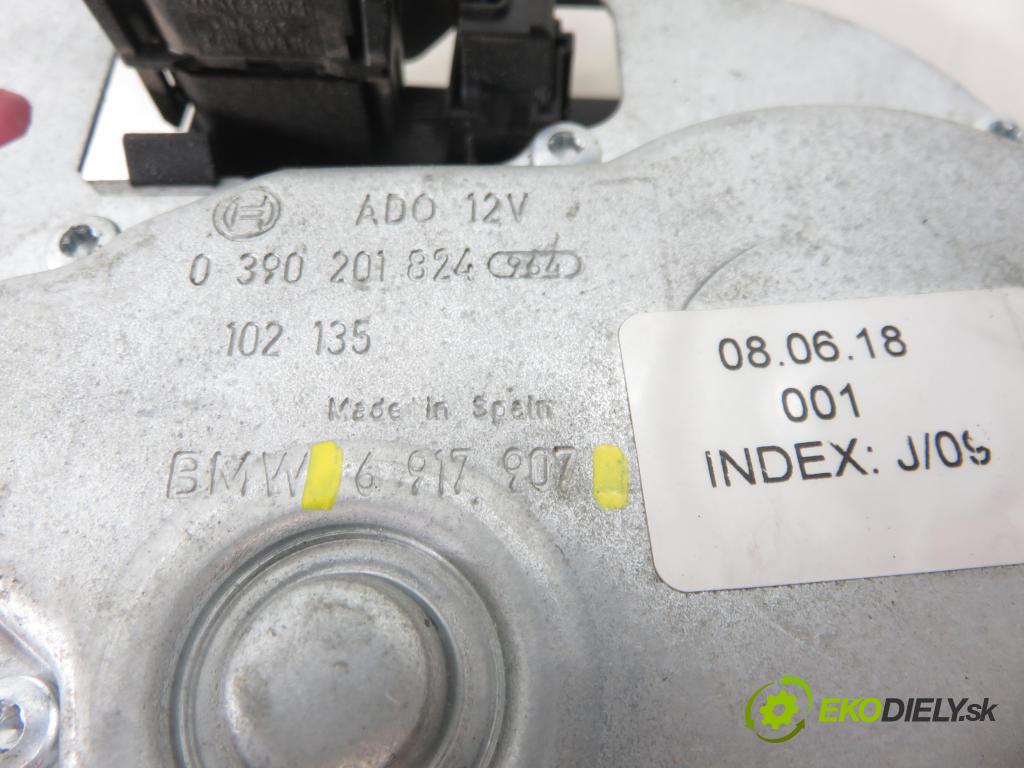 ADO 12V
0 390 201 824 964
102 135
Made in Spain
BMW 6 917 907
08.06.18
001
INDEX: J/09
EKODIELY.sk